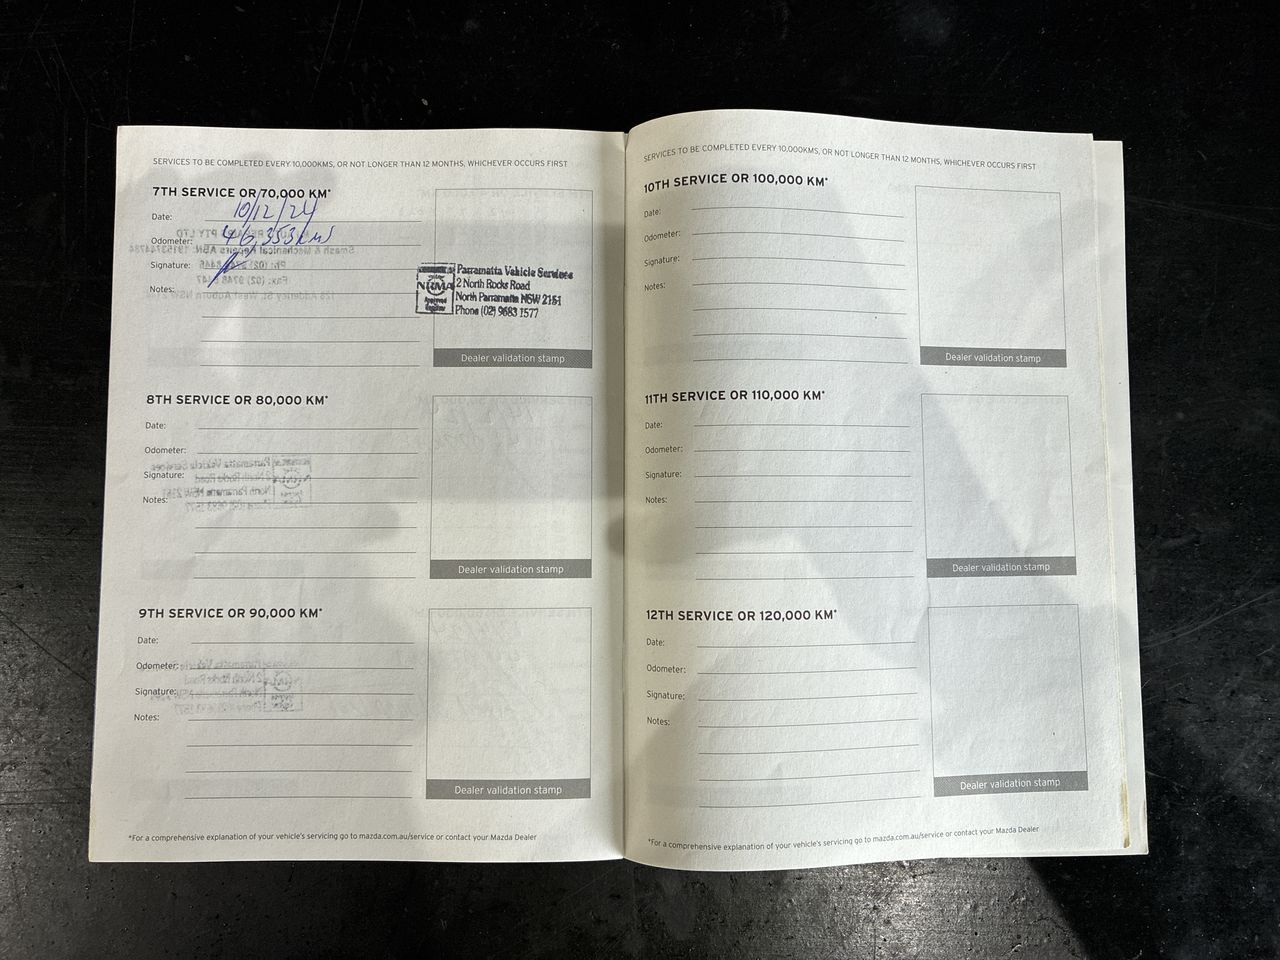 SERVICES TO BE COMPLETED EVERY 10,000KMS, OR NOT LONGER THAN 12 MONTHS, WHICHEVER OCCURS FIRST
7TH SERVICE OR 70,000 KM*
Date: 10/12/24
Odometer: 46,353 kms
Signature:
Notes:
NRMA
Approved
Repairer
Parramatta Vehicle Services
2 North Rocks Road
North Parramatta NSW 2151
Phone (02) 9683 1577
Dealer validation stamp
8TH SERVICE OR 80,000 KM*
Date:
Odometer:
Signature:
Notes:
Dealer validation stamp
9TH SERVICE OR 90,000 KM*
Date:
Odometer:
Signature:
Notes:
Dealer validation stamp
*For a comprehensive explanation of your vehicle's servicing go to mazda.com.au/service or contact your Mazda Dealer
SERVICES TO BE COMPLETED EVERY 10,000KMS, OR NOT LONGER THAN 12 MONTHS, WHICHEVER OCCURS FIRST
10TH SERVICE OR 100,000 KM*
Date:
Odometer:
Signature:
Notes:
Dealer validation stamp
11TH SERVICE OR 110,000 KM*
Date:
Odometer:
Signature:
Notes:
Dealer validation stamp
12TH SERVICE OR 120,000 KM*
Date:
Odometer:
Signature:
Notes:
Dealer validation stamp
*For a comprehensive explanation of your vehicle's servicing go to mazda.com.au/service or contact your Mazda Dealer